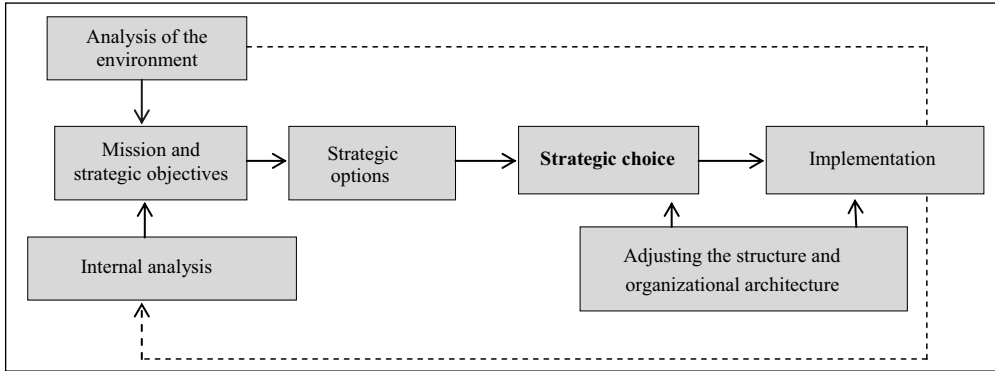 Analysis of the
environment
Mission and
strategic objectives
Strategic
options
Strategic choice
Implementation
Internal analysis
Adjusting the structure and
organizational architecture